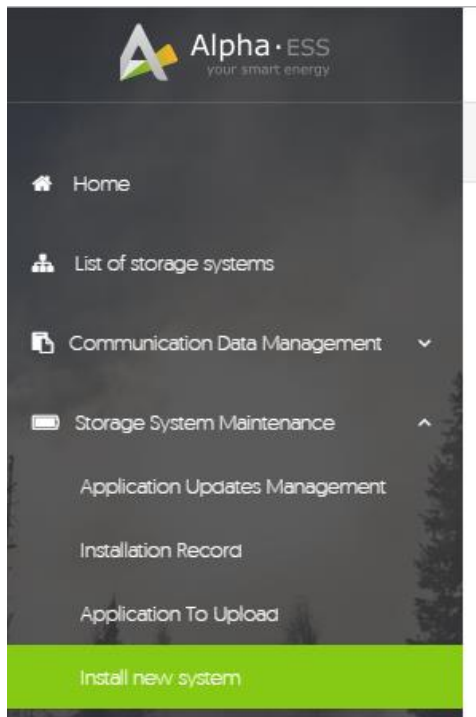 Alpha·ESS
your smart energy
Home
List of storage systems
Communication Data Management
Storage System Maintenance
Application Updates Management
Installation Record
Application To Upload
Install new system